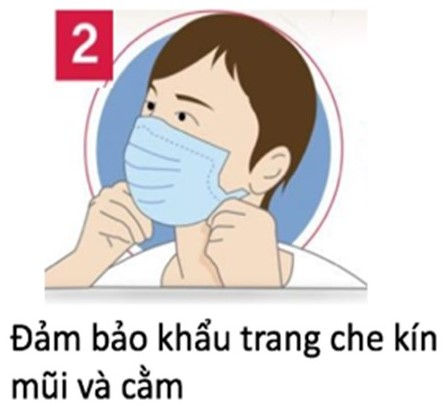 2
Đảm bảo khẩu trang che kín
mũi và cằm